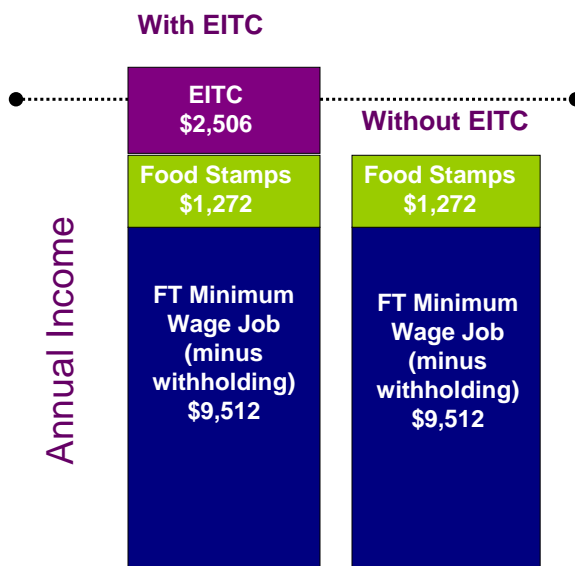 With EITC
EITC
$2,506
Food Stamps
$1,272
FT Minimum
Wage Job
(minus
withholding)
$9,512
Without EITC
Food Stamps
$1,272
FT Minimum
Wage Job
(minus
withholding)
$9,512
Annual Income